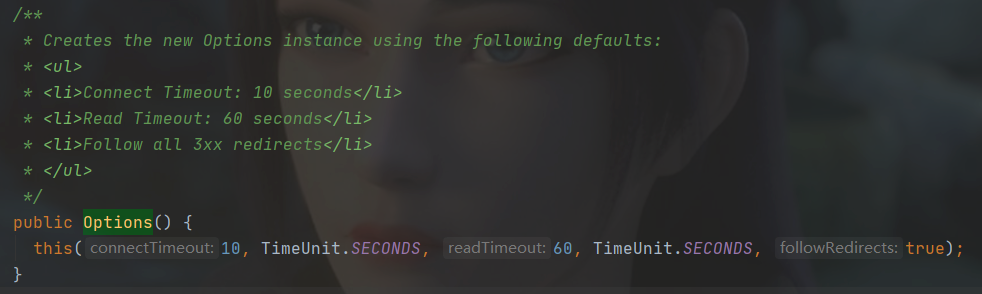 /**
* Creates the new Options instance using the following defaults:
* <ul>
* <li>Connect Timeout: 10 seconds</li>
* <li>Read Timeout: 60 seconds</li>
* <li>Follow all 3xx redirects</li>
* </ul>
*/
public Options() {
this( connectTimeout: 10, TimeUnit.SECONDS, readTimeout: 60, TimeUnit.SECONDS, followRedirects: true);
}